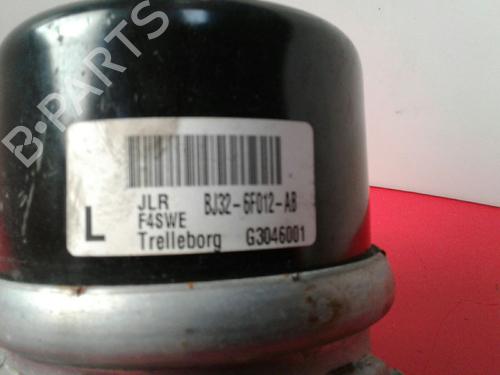 B-PARTS
JLR BJ32-6F012-AB
F4SWE
L Trelleborg G3046001